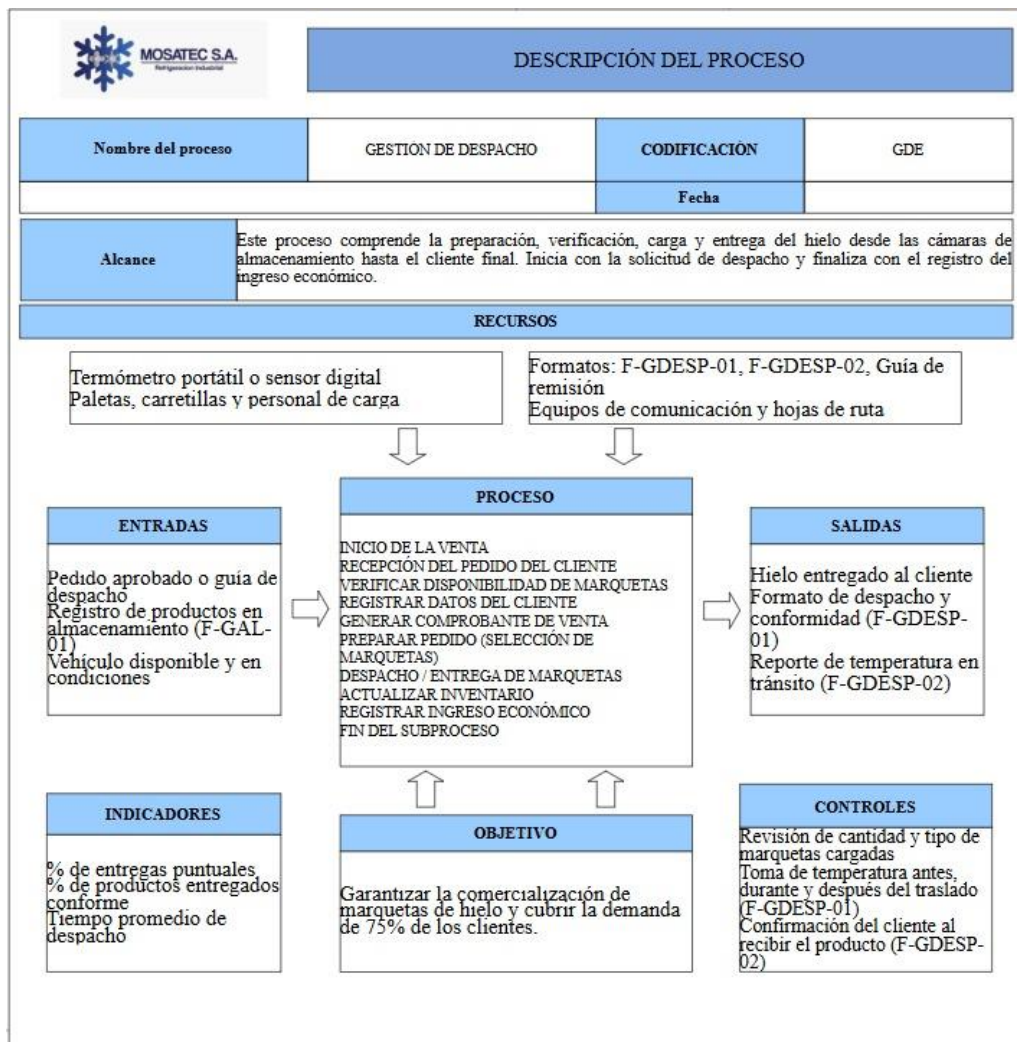 MOSATEC S.A.
Refrigeracion Industrial
DESCRIPCIÓN DEL PROCESO
Nombre del proceso
GESTIÓN DE DESPACHO
CODIFICACIÓN
GDE
Fecha
Alcance
Este proceso comprende la preparación, verificación, carga y entrega del hielo desde las cámaras de
almacenamiento hasta el cliente final. Inicia con la solicitud de despacho y finaliza con el registro del
ingreso económico.
RECURSOS
Termómetro portátil o sensor digital
Paletas, carretillas y personal de carga
Formatos: F-GDESP-01, F-GDESP-02, Guía de
remisión
Equipos de comunicación y hojas de ruta
ENTRADAS
Pedido aprobado o guía de
despacho
Registro de productos en
almacenamiento (F-GAL-
01)
Vehículo disponible y en
condiciones
PROCESO
INICIO DE LA VENTA
RECEPCIÓN DEL PEDIDO DEL CLIENTE
VERIFICAR DISPONIBILIDAD DE MARQUETAS
REGISTRAR DATOS DEL CLIENTE
GENERAR COMPROBANTE DE VENTA
PREPARAR PEDIDO (SELECCIÓN DE
MARQUETAS)
DESPACHO / ENTREGA DE MARQUETAS
ACTUALIZAR INVENTARIO
REGISTRAR INGRESO ECONÓMICO
FIN DEL SUBPROCESO
SALIDAS
Hielo entregado al cliente
Formato de despacho y
conformidad (F-GDESP-
01)
Reporte de temperatura en
tránsito (F-GDESP-02)
INDICADORES
% de entregas puntuales
% de productos entregados
conforme
Tiempo promedio de
despacho
OBJETIVO
Garantizar la comercialización de
marquetas de hielo y cubrir la demanda
de 75% de los clientes.
CONTROLES
Revisión de cantidad y tipo de
marquetas cargadas
Toma de temperatura antes,
durante y después del traslado
(F-GDESP-01)
Confirmación del cliente al
recibir el producto (F-GDESP-
02)